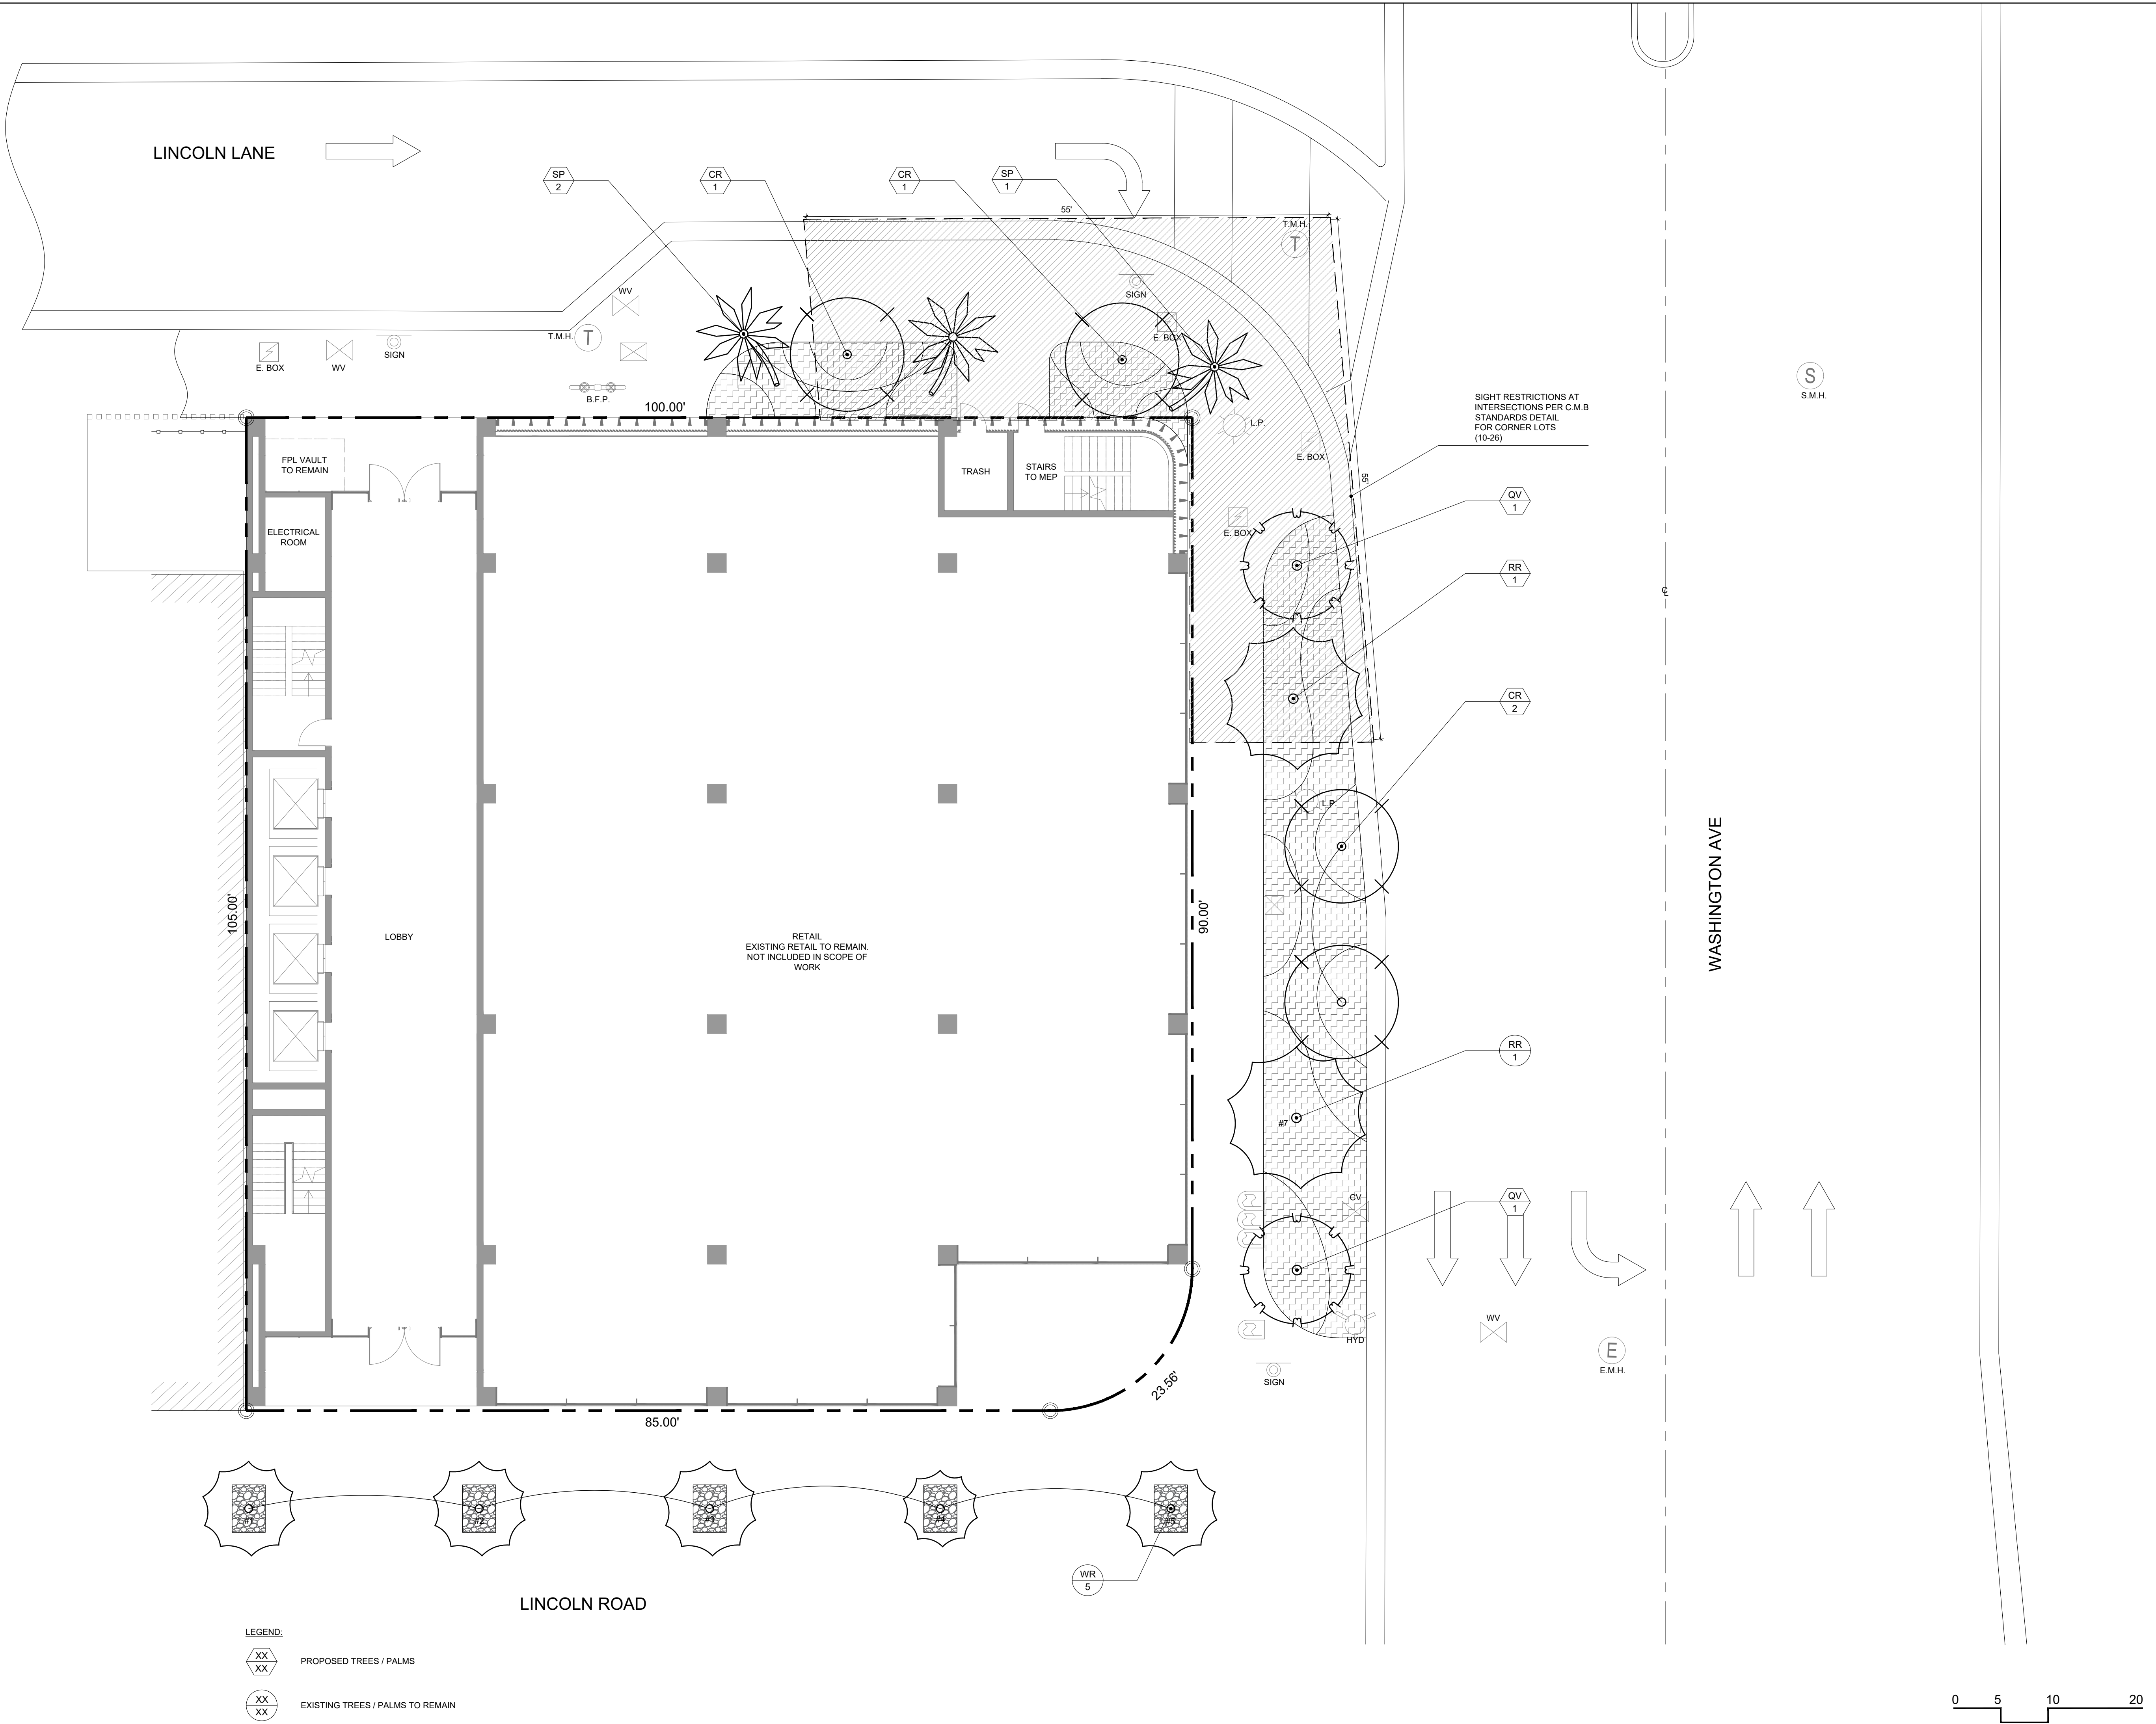 LINCOLN LANE
SP
2
CR
1
CR
1
SP
1
55'
T.M.H.
T
SIGN
WV
T.M.H.
T
SIGN
E. BOX
WV
E. BOX
B.F.P.
100.00'
L.P.
E. BOX
E. BOX
S
S.M.H.
SIGHT RESTRICTIONS AT
INTERSECTIONS PER C.M.B
STANDARDS DETAIL
FOR CORNER LOTS
(10-26)
55'
FPL VAULT
TO REMAIN
TRASH
STAIRS
TO MEP
ELECTRICAL
ROOM
QV
1
RR
1
CR
2
L.P.
105.00'
LOBBY
RETAIL
EXISTING RETAIL TO REMAIN.
NOT INCLUDED IN SCOPE OF
WORK
90.00'
WASHINGTON AVE
RR
1
#7
CV
QV
1
HYD
WV
E
E.M.H.
SIGN
23.56'
85.00'
#1
#2
#3
#4
#5
WR
5
LINCOLN ROAD
LEGEND:
XX
XX
PROPOSED TREES / PALMS
XX
XX
EXISTING TREES / PALMS TO REMAIN
0 5 10 20